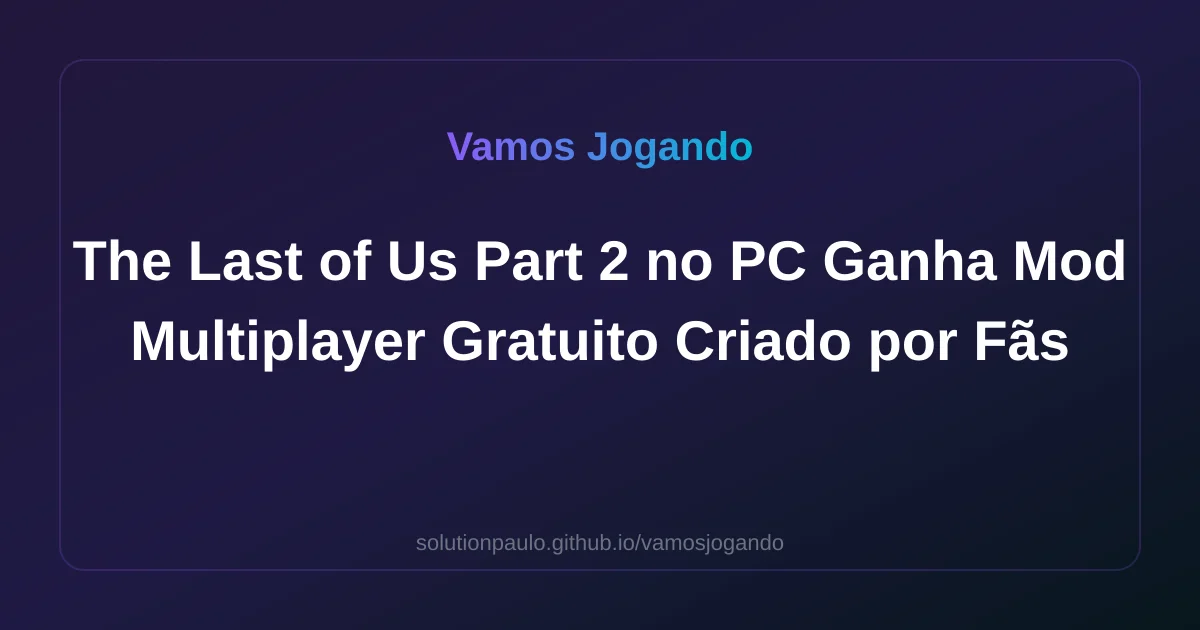 Vamos Jogando
The Last of Us Part 2 no PC Ganha Mod
Multiplayer Gratuito Criado por Fãs
solutionpaulo.github.io/vamosjogando